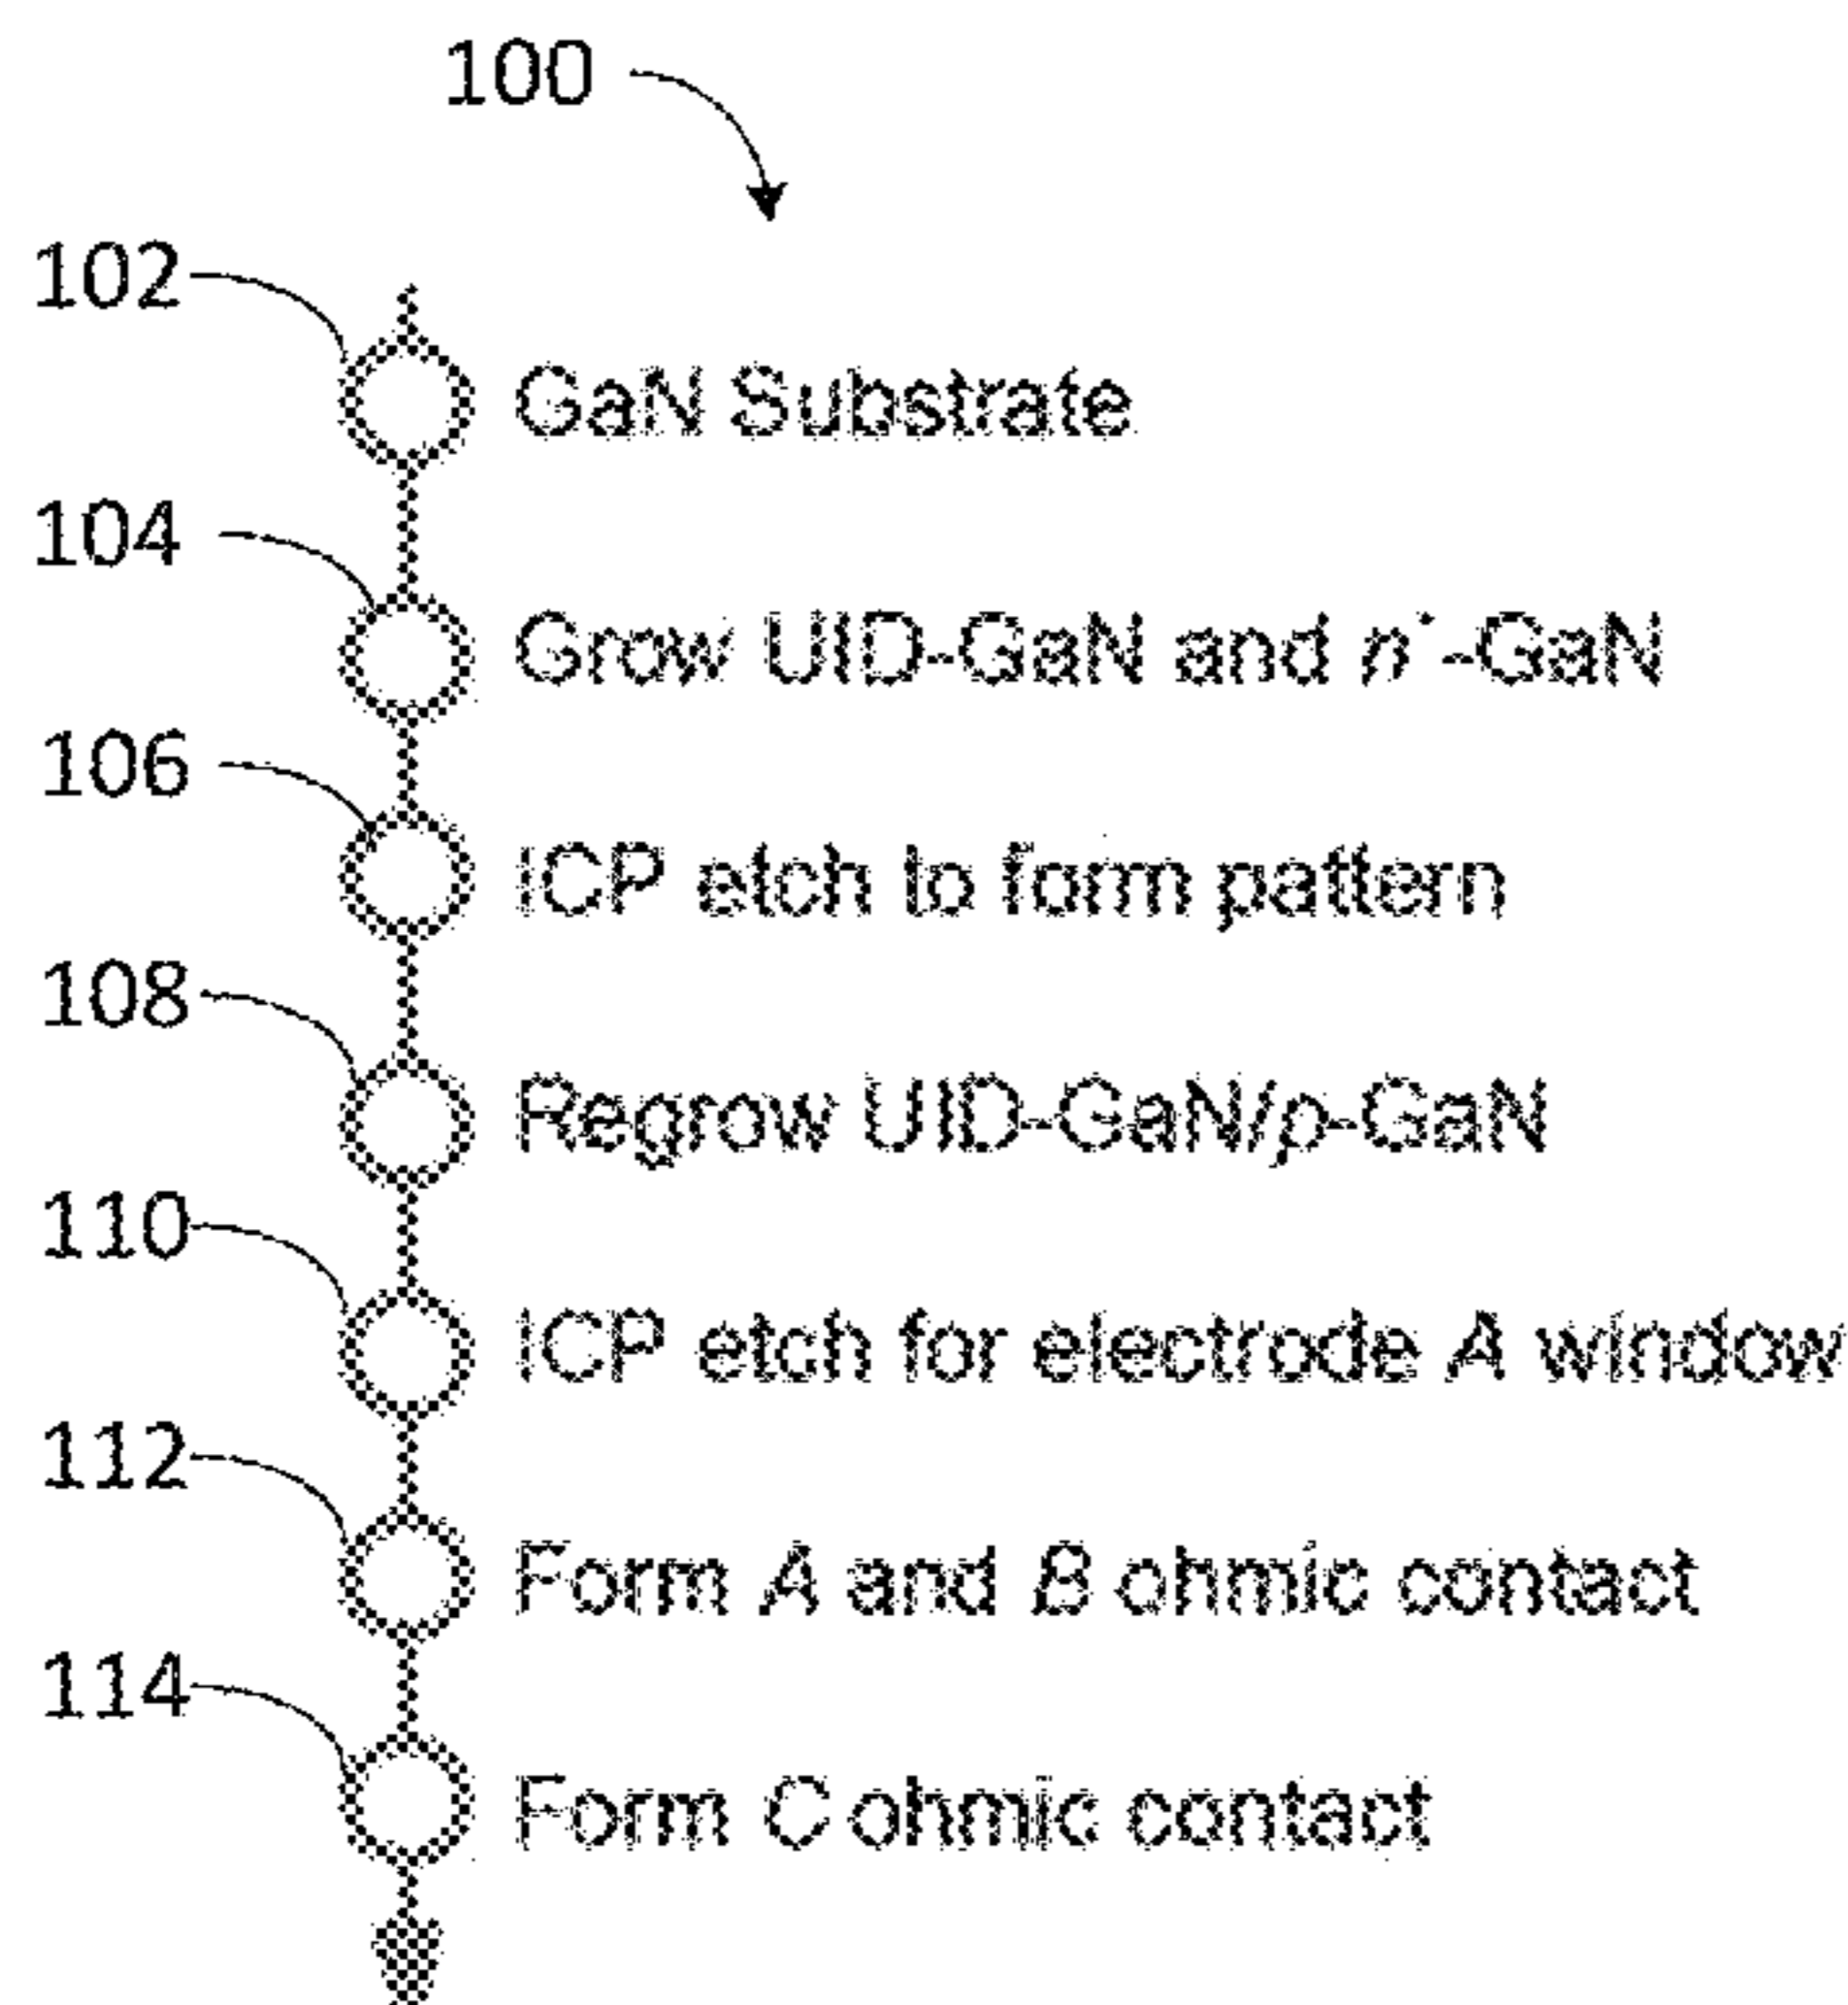 100
102 GaN Substrate
104 Grow UID-GaN and n⁺-GaN
106 ICP etch to form pattern
108 Regrow UID-GaN/p-GaN
110 ICP etch for electrode A window
112 Form A and B ohmic contact
114 Form C ohmic contact